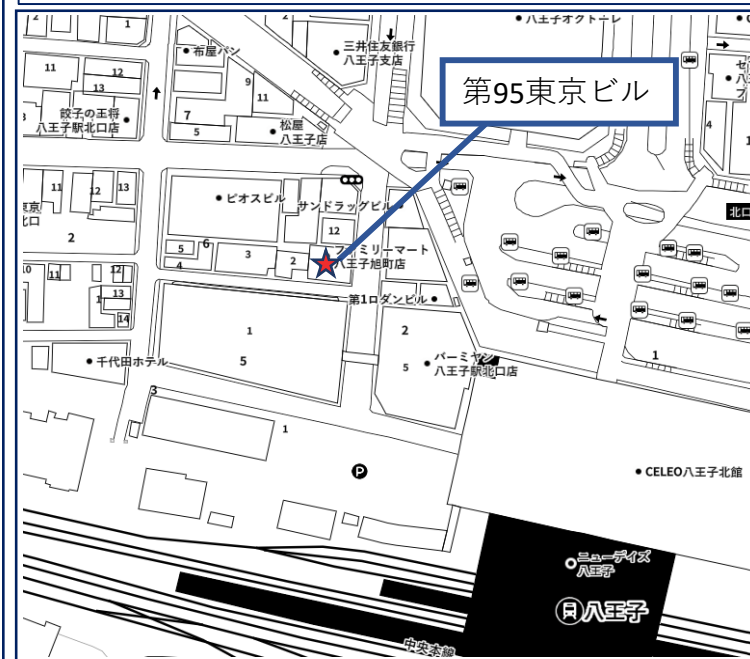 八王子オクトーレ
1
2
布屋パン
三井住友銀行
八王子支店
11
12
13
9
11
第95東京ビル
餃子の王将
八王子駅北口店
7
5
松屋
八王子店
4
11
12
13
ビオスビル
サンドラッグビル
北口
2
12
5
6
4
3
2
ファミリーマート
八王子旭町店
10
11
12
1
13
14
第1ロダンビル
1
5
2
5
1
千代田ホテル
バーミヤン
八王子駅北口店
3
1
P
CELEO八王子北館
ニューデイズ
八王子
八王子
中央本線